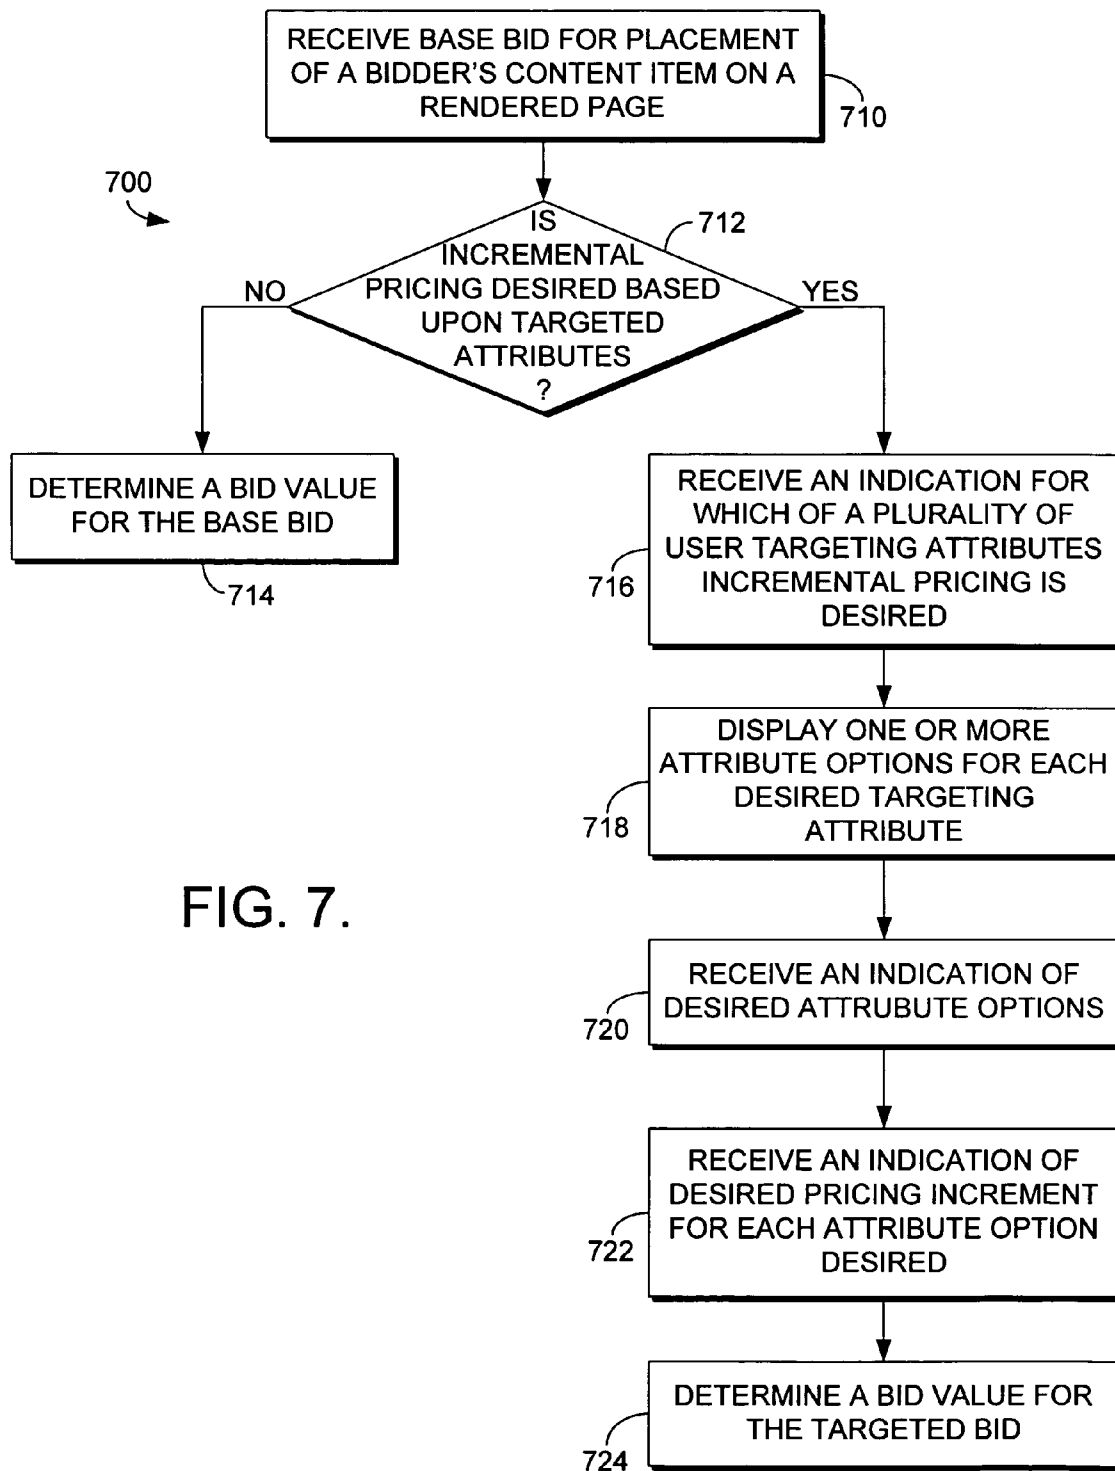 RECEIVE BASE BID FOR PLACEMENT
OF A BIDDER'S CONTENT ITEM ON A
RENDERED PAGE
710
700
712
IS
INCREMENTAL
PRICING DESIRED BASED
UPON TARGETED
ATTRIBUTES
?
NO
YES
DETERMINE A BID VALUE
FOR THE BASE BID
714
RECEIVE AN INDICATION FOR
WHICH OF A PLURALITY OF
USER TARGETING ATTRIBUTES
INCREMENTAL PRICING IS
DESIRED
716
DISPLAY ONE OR MORE
ATTRIBUTE OPTIONS FOR EACH
DESIRED TARGETING
ATTRIBUTE
718
FIG. 7.
RECEIVE AN INDICATION OF
DESIRED ATTRUBUTE OPTIONS
720
RECEIVE AN INDICATION OF
DESIRED PRICING INCREMENT
FOR EACH ATTRIBUTE OPTION
DESIRED
722
DETERMINE A BID VALUE FOR
THE TARGETED BID
724